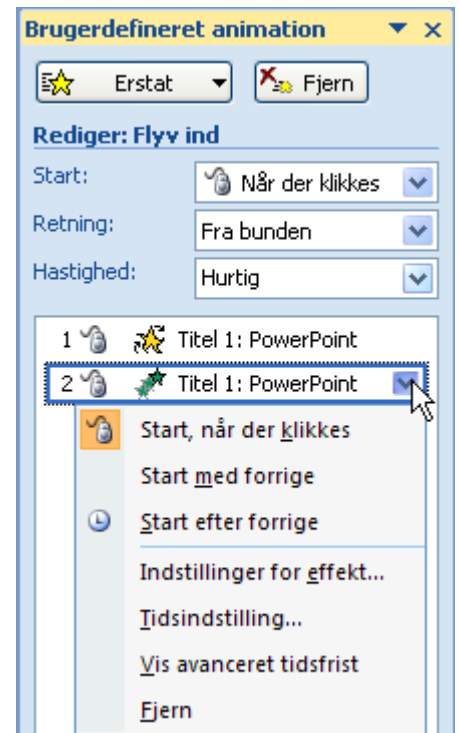 Brugerdefineret animation
Erstat Fjern
Rediger: Flyv ind
Start: Når der klikkes
Retning: Fra bunden
Hastighed: Hurtig
1 Titel 1: PowerPoint
2 Titel 1: PowerPoint
Start, når der klikkes
Start med forrige
Start efter forrige
Indstillinger for effekt...
Tidsindstilling...
Vis avanceret tidsfrist
Fjern